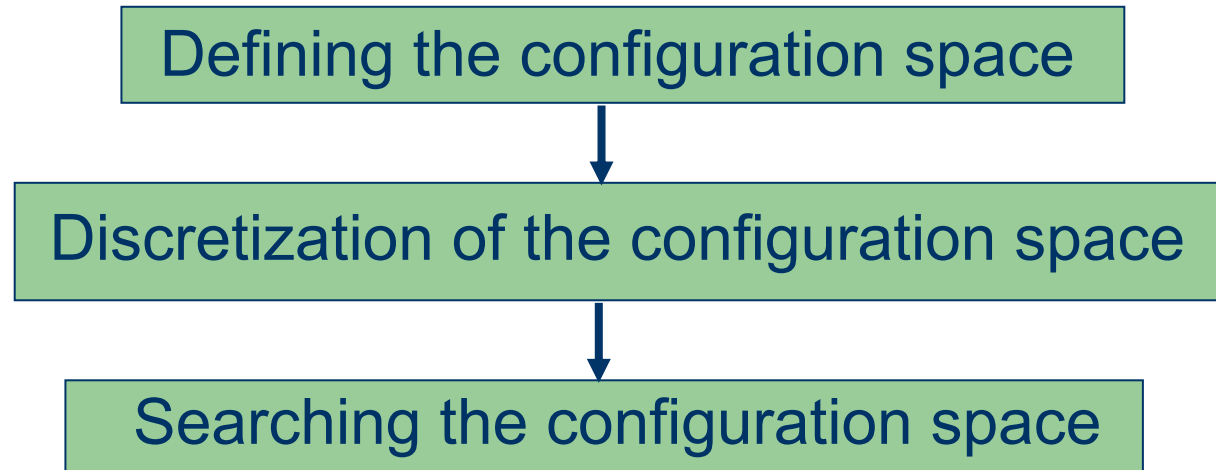 Defining the configuration space
Discretization of the configuration space
Searching the configuration space